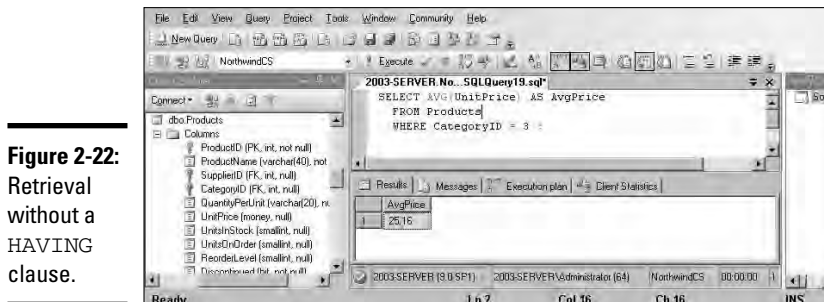 File Edit View Query Project Tools Window Community Help
New Query
NorthwindCS
Execute
2003-SERVER.No...SQLQuery19.sql*
SELECT AVG(UnitPrice) AS AvgPrice
FROM Products
WHERE CategoryID = 3 ;
Connect
dbo.Products
Columns
ProductID (PK, int, not null)
ProductName (varchar(40), not
SupplierID (FK, int, null)
CategoryID (FK, int, null)
QuantityPerUnit (varchar(20), nu
UnitPrice (money, null)
UnitsInStock (smallint, null)
UnitsOnOrder (smallint, null)
ReorderLevel (smallint, null)
Discontinued (bit, not null)
Results Messages Execution plan Client Statistics
AvgPrice
1 25.16
2003-SERVER (9.0 SP1) 2003-SERVER\Administrator (64) NorthwindCS 00:00:00 1
Ready Ln 2 Col 16 Ch 16 INS
Figure 2-22:
Retrieval
without a
HAVING
clause.